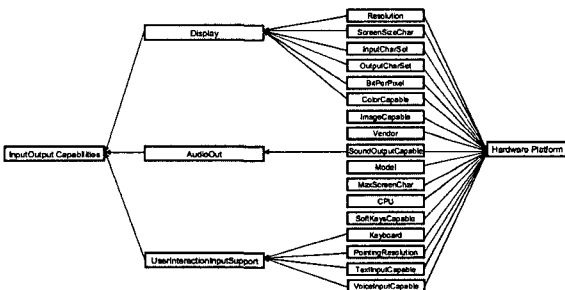 Resolution
Display
ScreenSizeChar
InputCharSet
OutputCharSet
BitPerPixel
ColorCapable
ImageCapable
Vendor
InputOutput Capabilities
AudioOut
SoundOutputCapable
Hardware Platform
Model
MaxScreenChar
CPU
SoftKeysCapable
Keyboard
PointingResolution
UserInteractionInputSupport
TextInputCapable
VoiceInputCapable